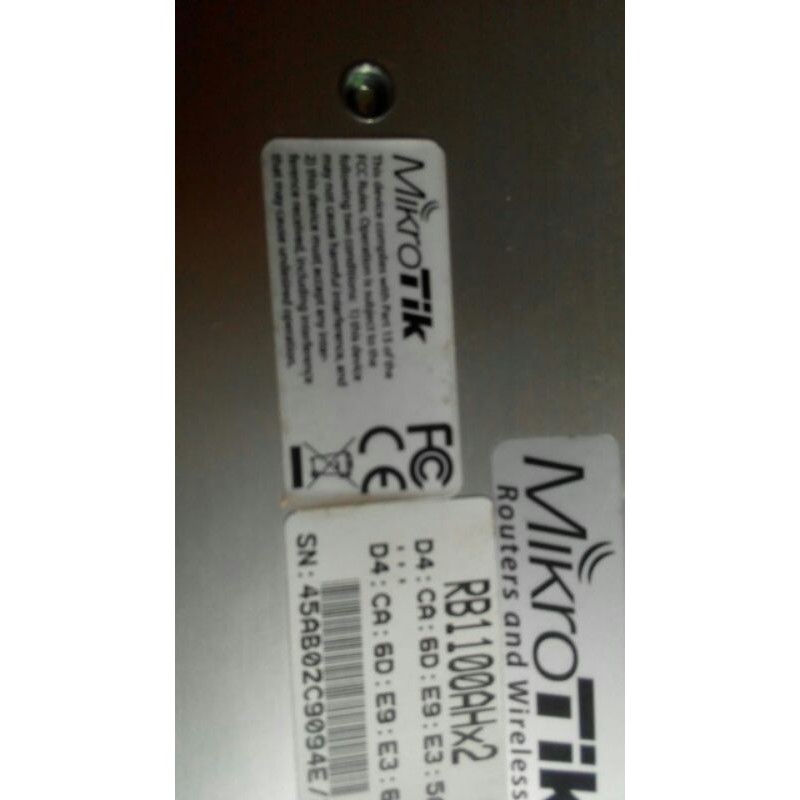 MikroTik
This device complies with Part 15 of the
FCC Rules. Operation is subject to the
following two conditions: 1) this device
may not cause harmful interference, and
2) this device must accept any inter-
ference received, including interference
that may cause undesired operation.
FC
CE
MikroTik
Routers and Wireless
RB1100AHx2
D4:CA:6D:E9:E3:5
...
D4:CA:6D:E9:E3:6
SN:45AB02C9094E/